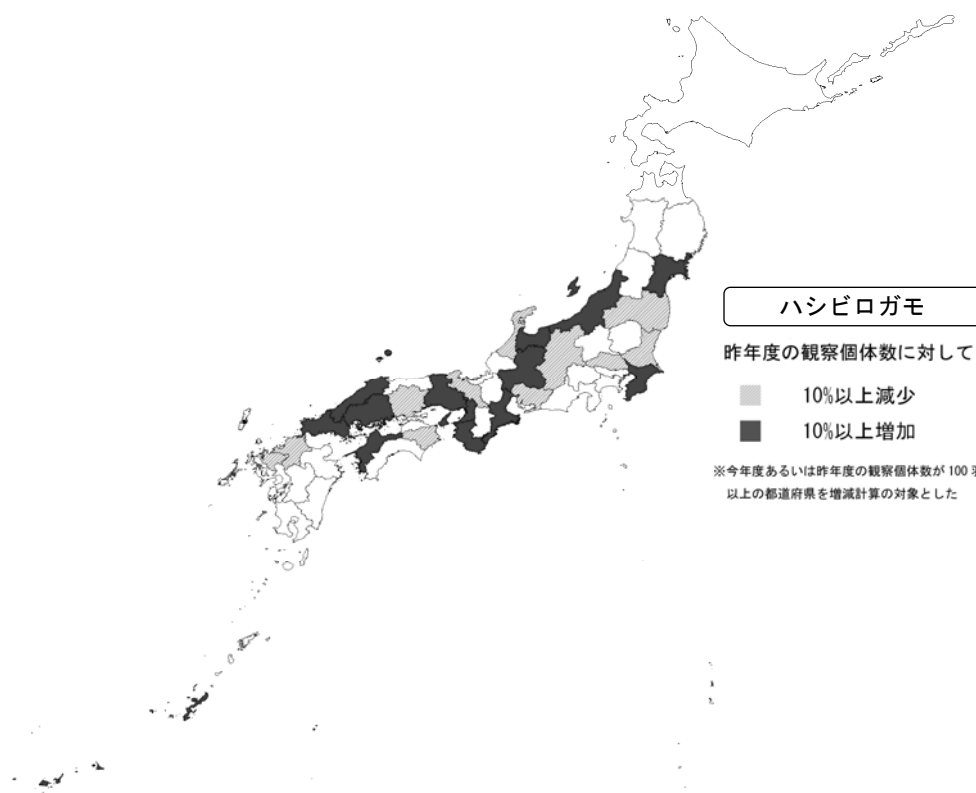 ハシビロガモ
昨年度の観察個体数に対して
10%以上減少
10%以上増加
※今年度あるいは昨年度の観察個体数が100羽
以上の都道府県を増減計算の対象とした